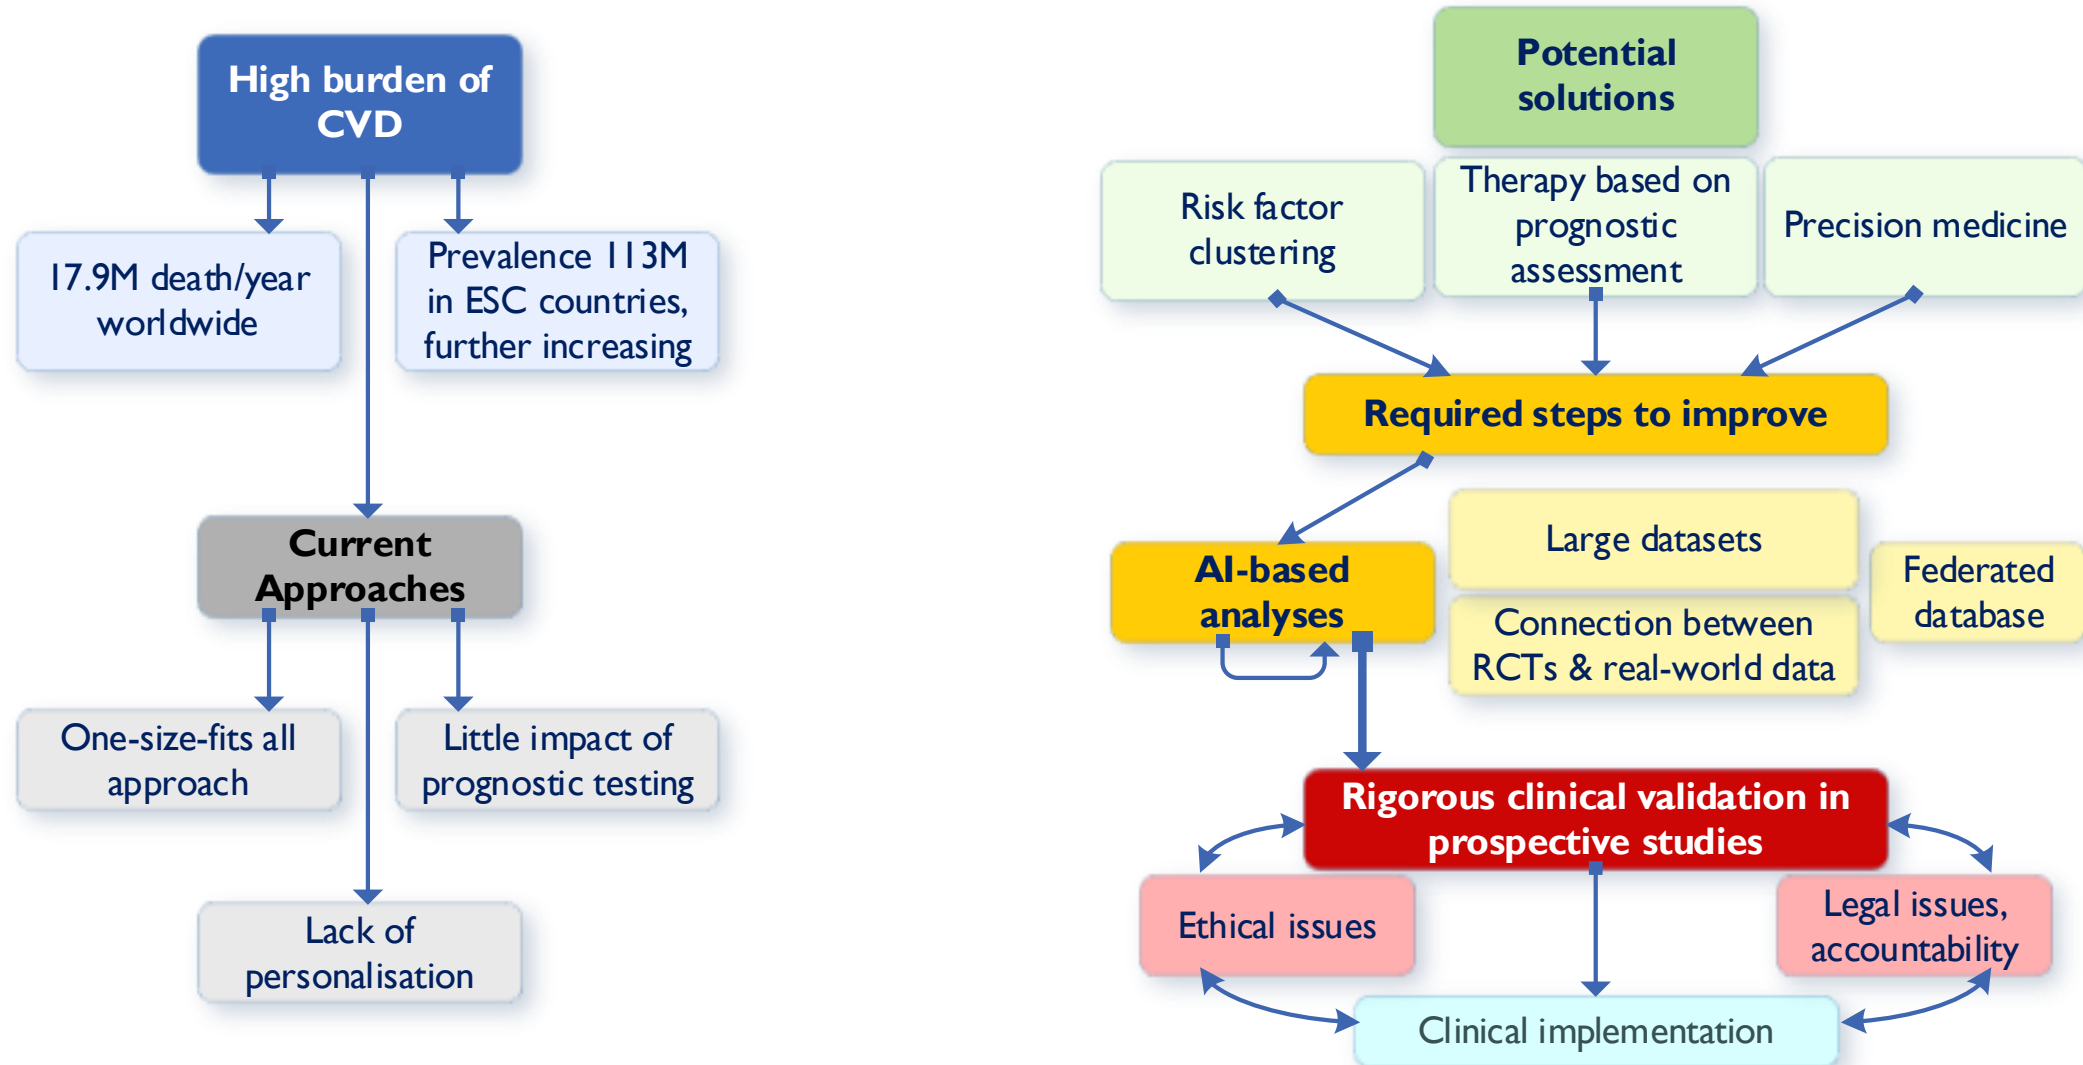 High burden of
CVD
17.9M death/year
worldwide
Prevalence 113M
in ESC countries,
further increasing
Current
Approaches
One-size-fits all
approach
Little impact of
prognostic testing
Lack of
personalisation
Potential
solutions
Risk factor
clustering
Therapy based on
prognostic
assessment
Precision medicine
Required steps to improve
AI-based
analyses
Large datasets
Connection between
RCTs & real-world data
Federated
database
Rigorous clinical validation in
prospective studies
Ethical issues
Legal issues,
accountability
Clinical implementation